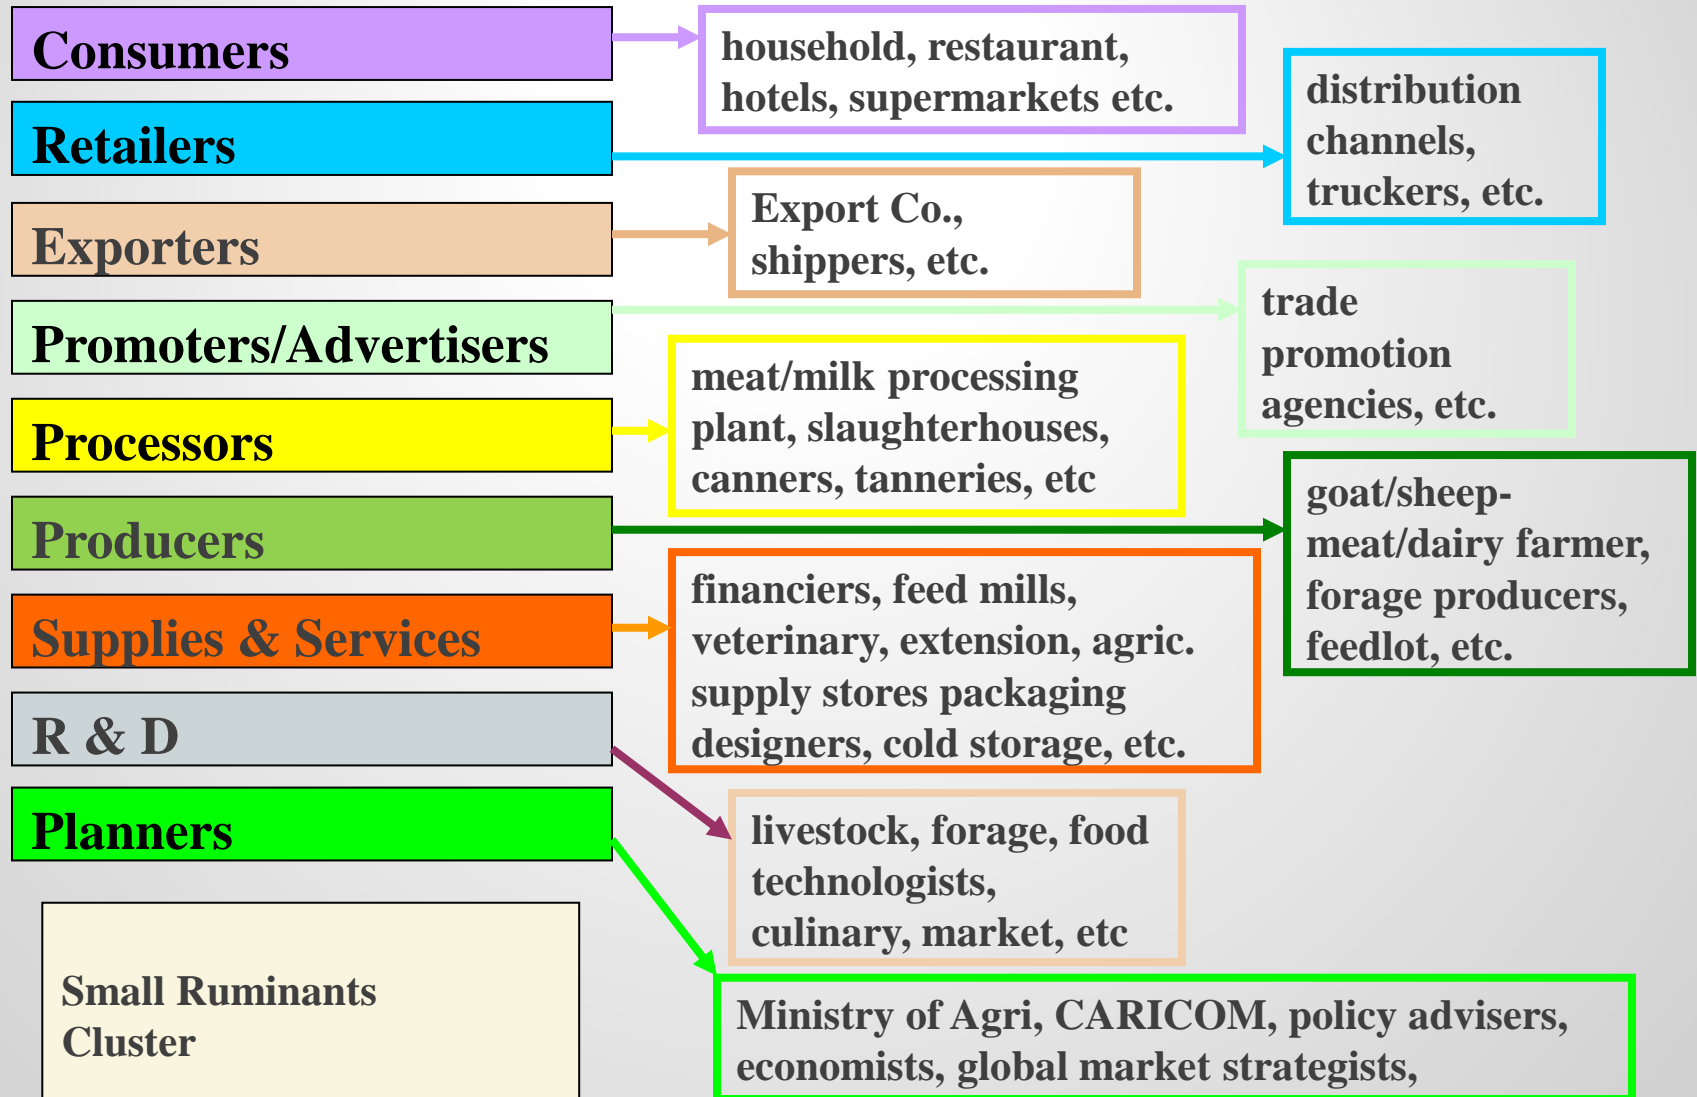 Consumers
household, restaurant,
hotels, supermarkets etc.
Retailers
distribution
channels,
truckers, etc.
Exporters
Export Co.,
shippers, etc.
Promoters/Advertisers
trade
promotion
agencies, etc.
Processors
meat/milk processing
plant, slaughterhouses,
canners, tanneries, etc
Producers
goat/sheep-
meat/dairy farmer,
forage producers,
feedlot, etc.
Supplies & Services
financiers, feed mills,
veterinary, extension, agric.
supply stores packaging
designers, cold storage, etc.
R & D
livestock, forage, food
technologists,
culinary, market, etc
Planners
Ministry of Agri, CARICOM, policy advisers,
economists, global market strategists,
Small Ruminants
Cluster